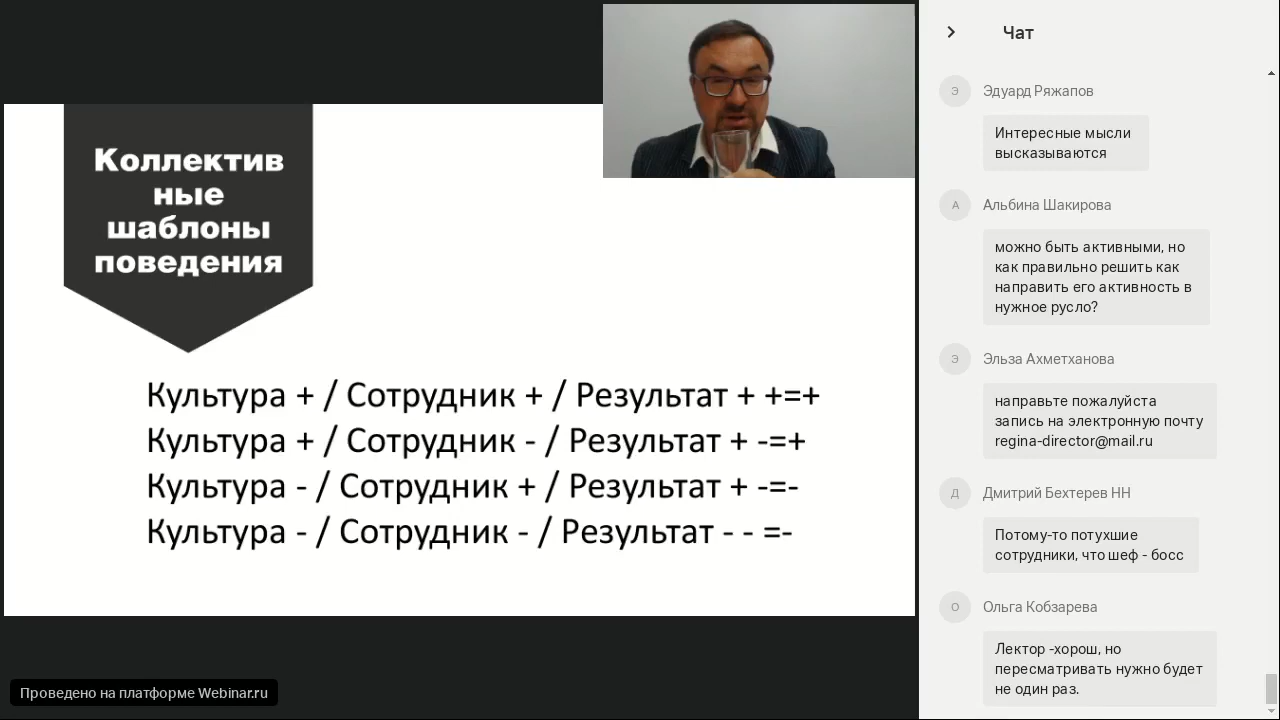 Коллектив
ные
шаблоны
поведения
Культура + / Сотрудник + / Результат + +=+
Культура + / Сотрудник - / Результат + -=+
Культура - / Сотрудник + / Результат + -=-
Культура - / Сотрудник - / Результат - - =-
Проведено на платформе Webinar.ru
Чат
Э
Эдуард Ряжапов
Интересные мысли
высказываются
А
Альбина Шакирова
можно быть активными, но
как правильно решить как
направить его активность в
нужное русло?
Э
Эльза Ахметханова
направьте пожалуйста
запись на электронную почту
regina-director@mail.ru
Д
Дмитрий Бехтерев НН
Потому-то потухшие
сотрудники, что шеф - босс
О
Ольга Кобзарева
Лектор -хорош, но
пересматривать нужно будет
не один раз.